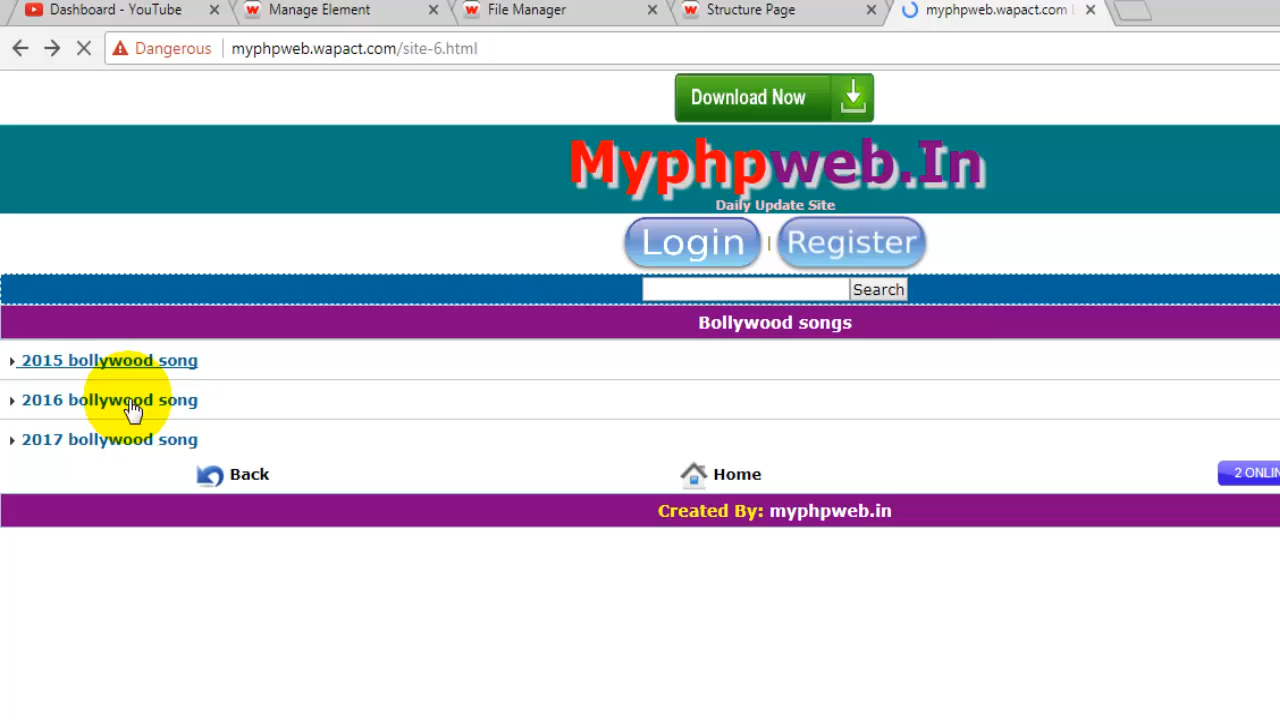 Dashboard - YouTube Manage Element File Manager Structure Page myphpweb.wapact.com
Dangerous myphpweb.wapact.com/site-6.html
Download Now
Myphpweb.In
Daily Update Site
Login | Register
Search
Bollywood songs
2015 bollywood song
2016 bollywood song
2017 bollywood song
Back Home 2 ONLIN
Created By: myphpweb.in